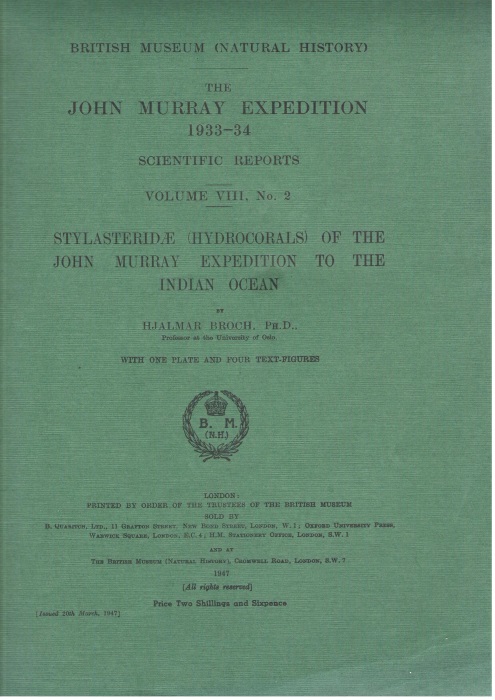 BRITISH MUSEUM (NATURAL HISTORY)
THE
JOHN MURRAY EXPEDITION
1933–34
SCIENTIFIC REPORTS
VOLUME VIII, No. 2
STYLASTERIDÆ (HYDROCORALS) OF THE
JOHN MURRAY EXPEDITION TO THE
INDIAN OCEAN
BY
HJALMAR BROCH, Ph.D.,
Professor at the University of Oslo.
WITH ONE PLATE AND FOUR TEXT-FIGURES
B. M.
(N.H.)
LONDON:
PRINTED BY ORDER OF THE TRUSTEES OF THE BRITISH MUSEUM
SOLD BY
B. Quaritch, Ltd., 11 Grafton Street, New Bond Street, London, W.1; Oxford University Press,
Warwick Square, London, E.C.4; H.M. Stationery Office, London, S.W.1
AND AT
The British Museum (Natural History), Cromwell Road, London, S.W.7
1947
[All rights reserved]
Price Two Shillings and Sixpence
[Issued 29th March, 1947]